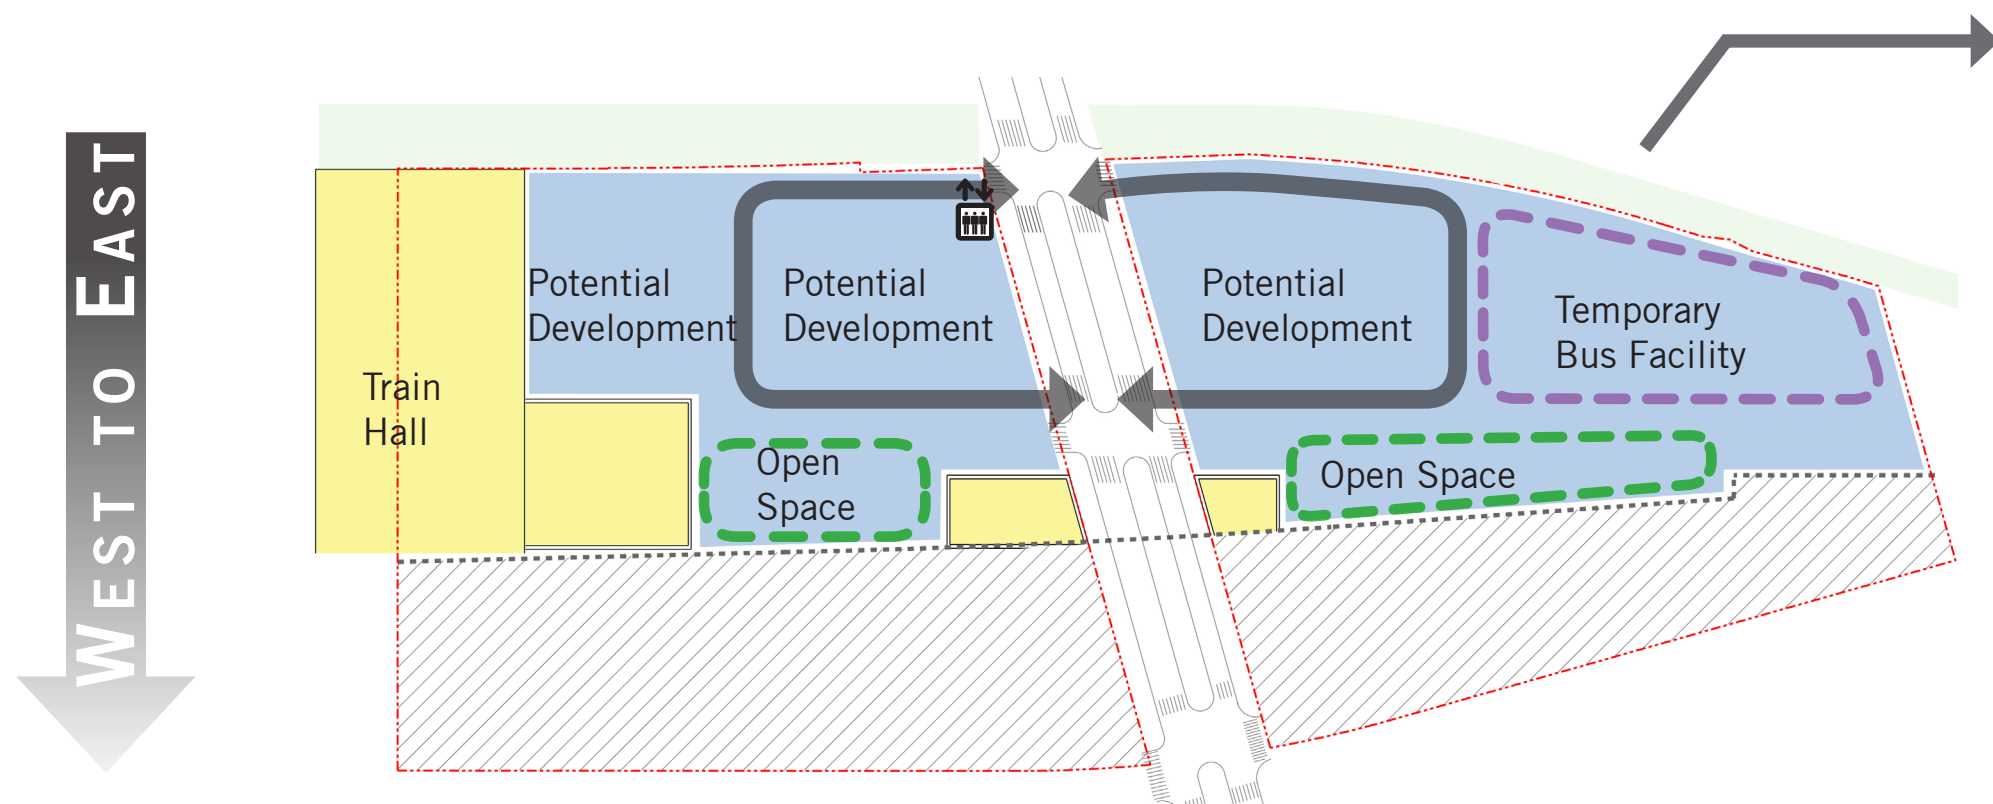 WEST TO EAST
Potential
Development
Potential
Development
Potential
Development
Temporary
Bus Facility
Train
Hall
Open
Space
Open Space